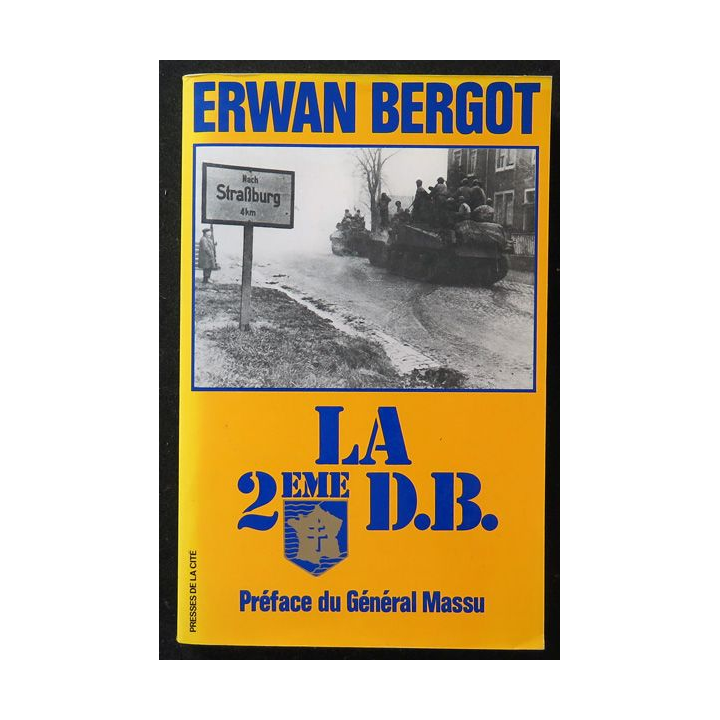 ERWAN BERGOT
Nach
Straßburg
4km
LA
2EME D.B.
Préface du Général Massu
PRESSES DE LA CITÉ